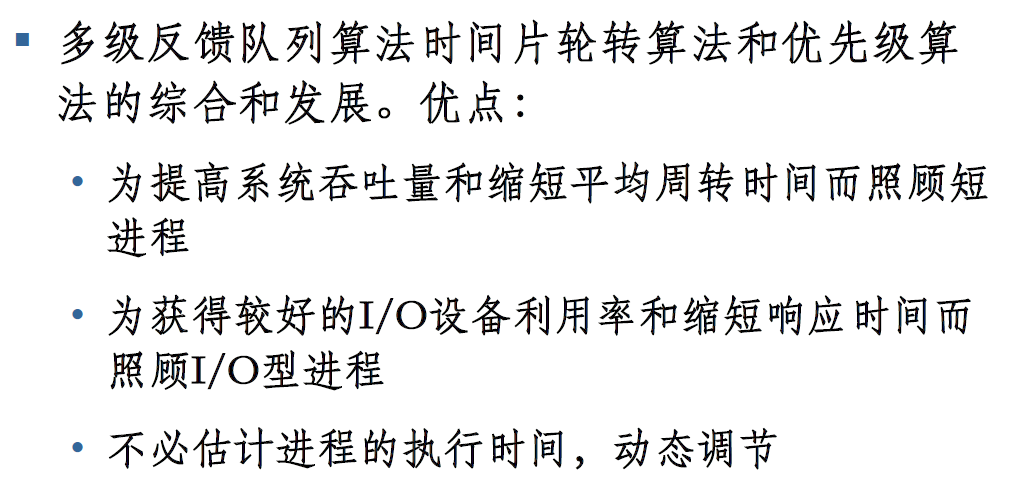 ▪ 多级反馈队列算法时间片轮转算法和优先级算
法的综合和发展。优点：
• 为提高系统吞吐量和缩短平均周转时间而照顾短
进程
• 为获得较好的I/O设备利用率和缩短响应时间而
照顾I/O型进程
• 不必估计进程的执行时间，动态调节